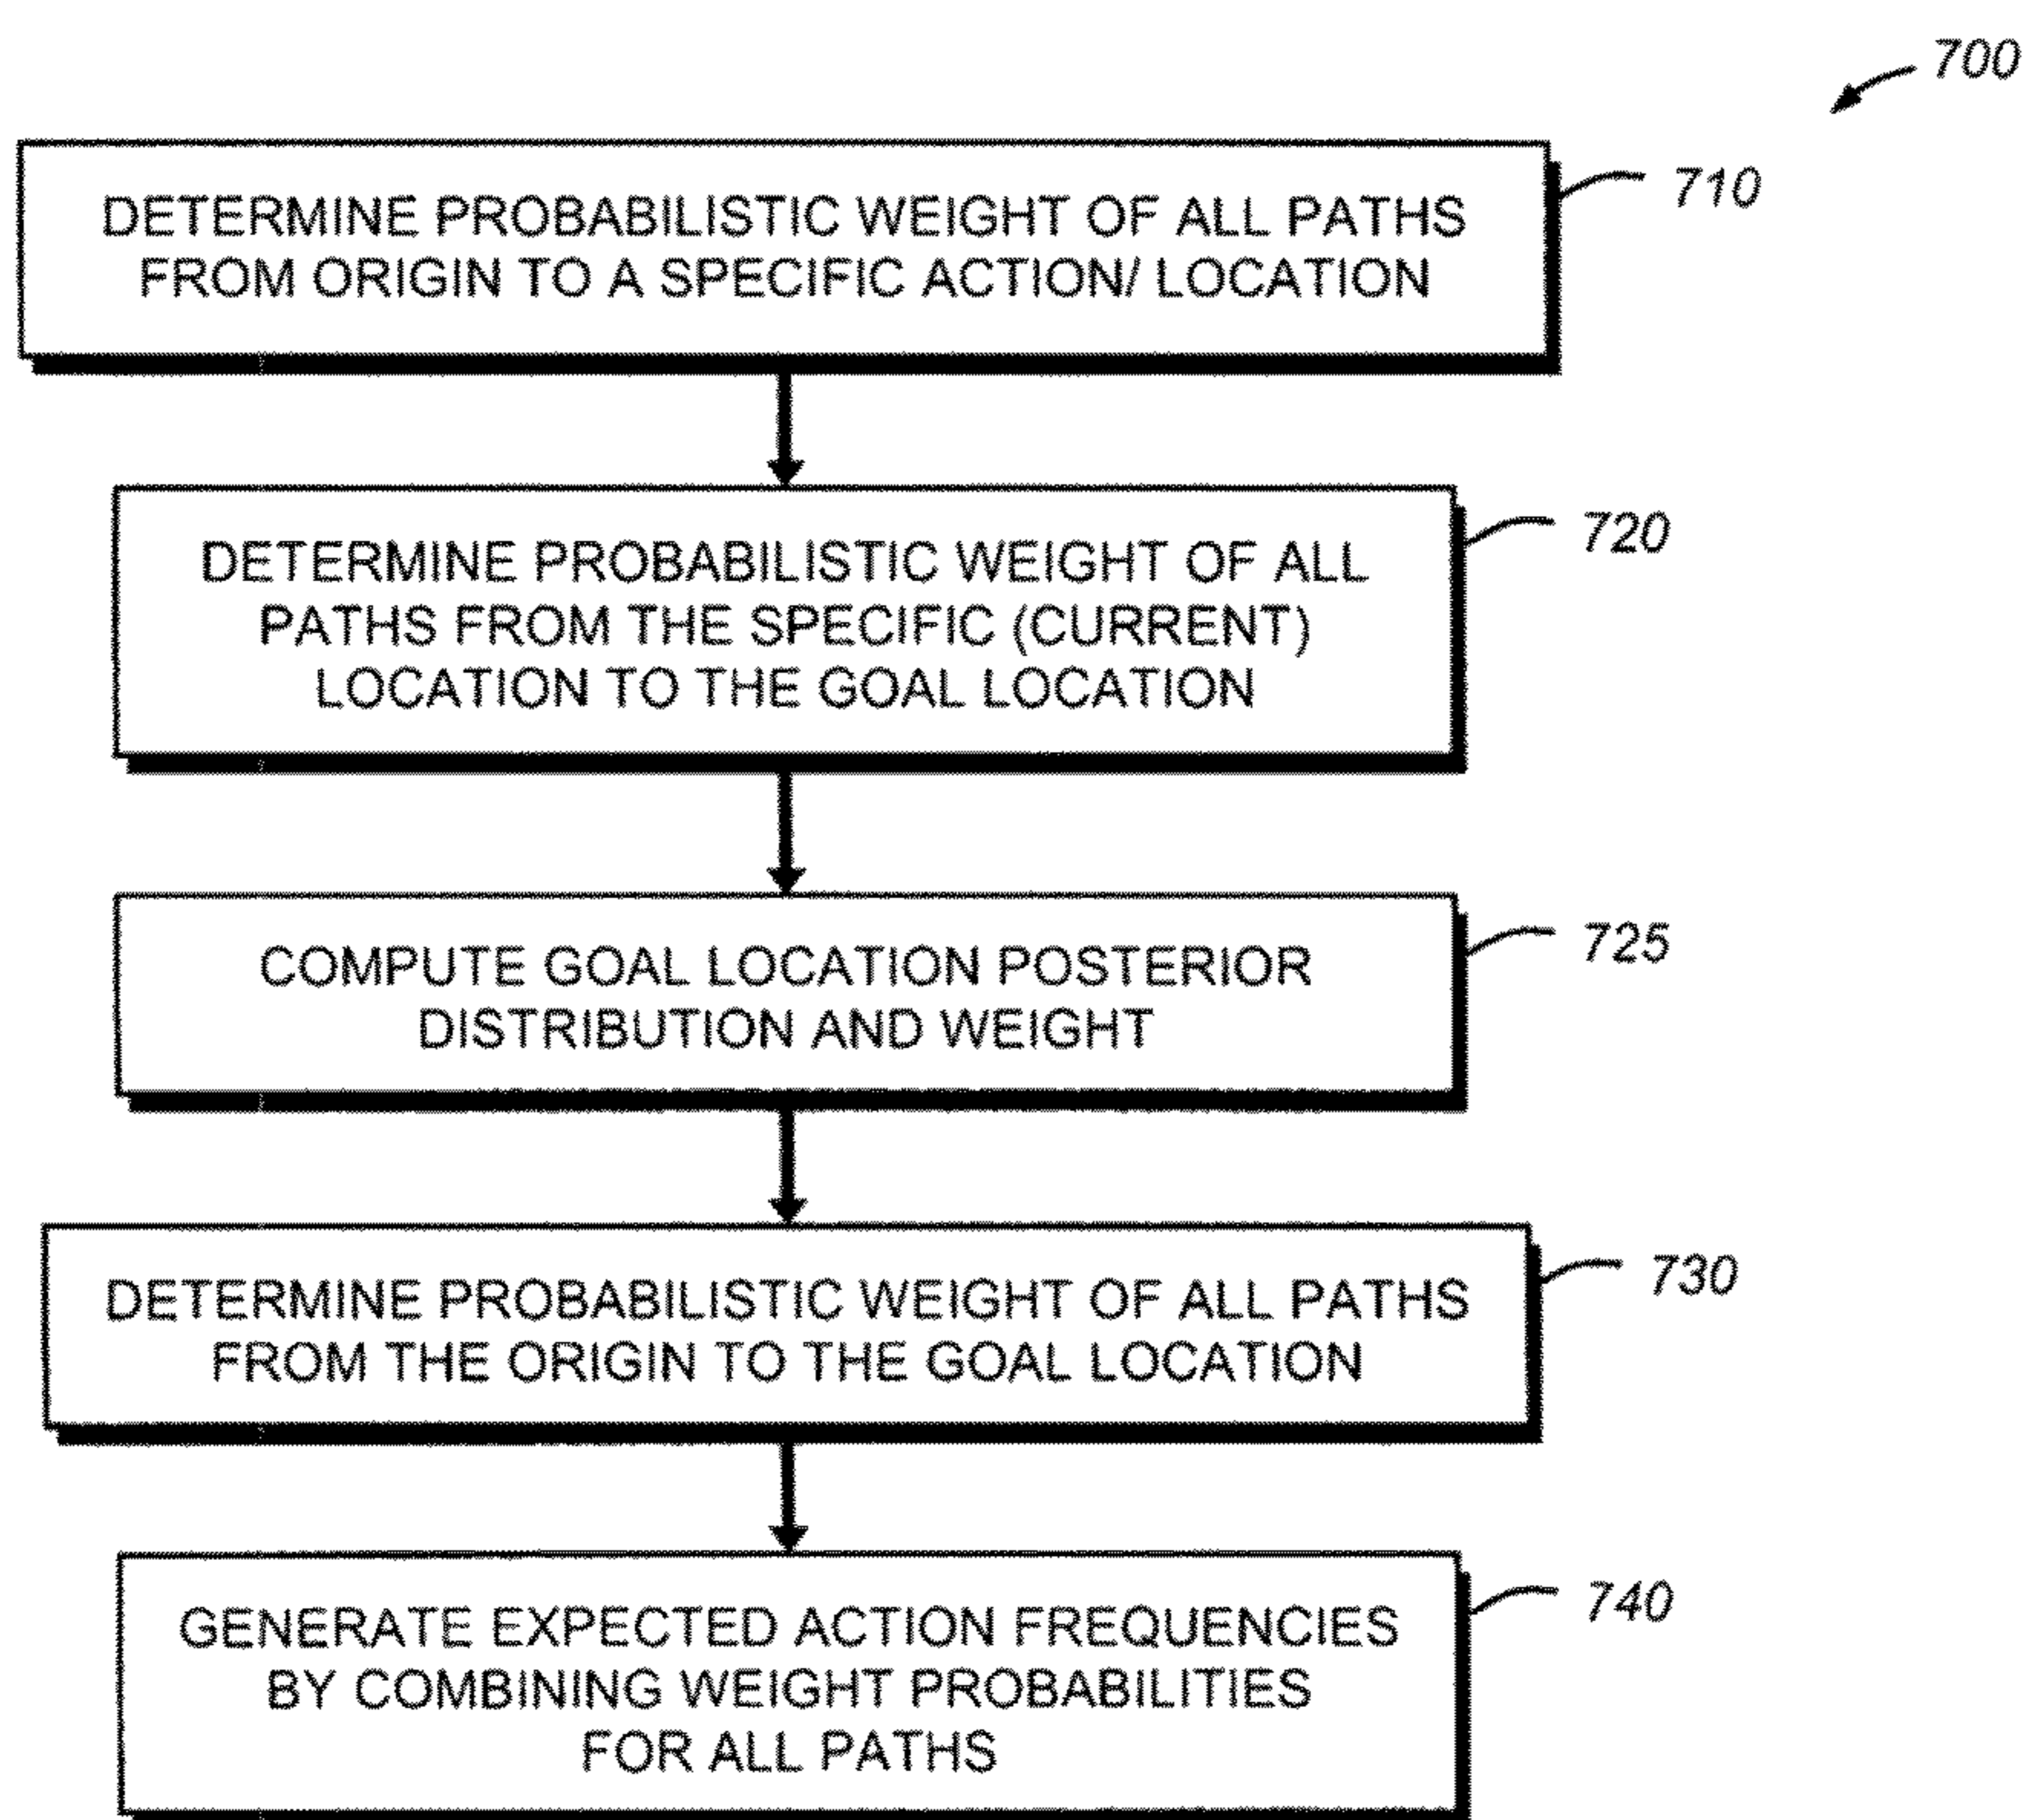 700
DETERMINE PROBABILISTIC WEIGHT OF ALL PATHS
FROM ORIGIN TO A SPECIFIC ACTION/ LOCATION
710
DETERMINE PROBABILISTIC WEIGHT OF ALL
PATHS FROM THE SPECIFIC (CURRENT)
LOCATION TO THE GOAL LOCATION
720
COMPUTE GOAL LOCATION POSTERIOR
DISTRIBUTION AND WEIGHT
725
DETERMINE PROBABILISTIC WEIGHT OF ALL PATHS
FROM THE ORIGIN TO THE GOAL LOCATION
730
GENERATE EXPECTED ACTION FREQUENCIES
BY COMBINING WEIGHT PROBABILITIES
FOR ALL PATHS
740